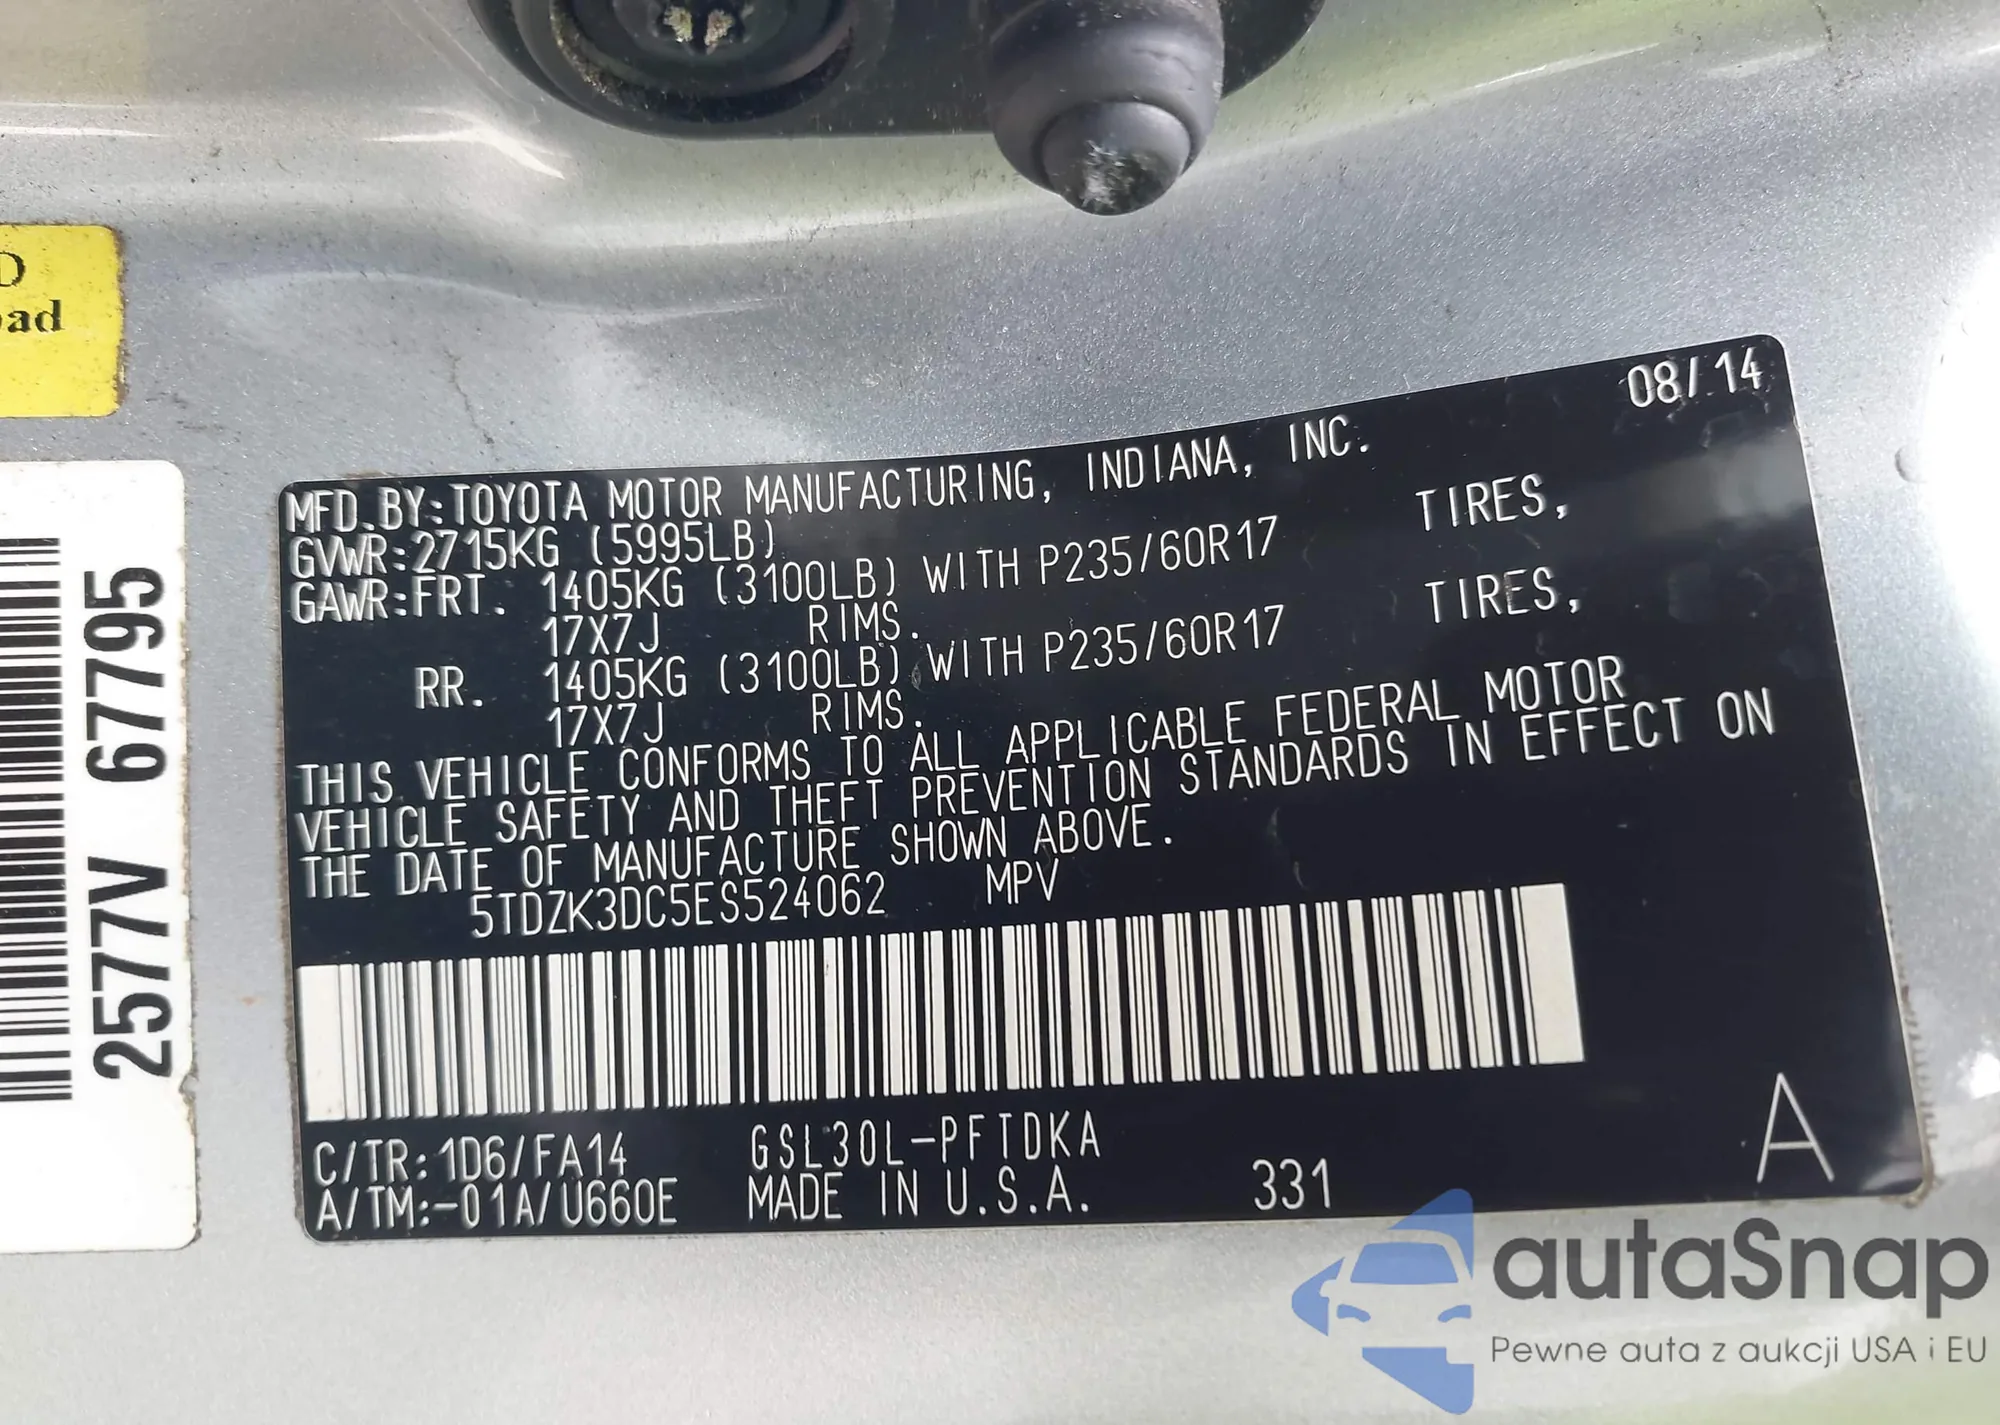 D
ad
2577V 67795
08/14
MFD.BY:TOYOTA MOTOR MANUFACTURING, INDIANA, INC.
GVWR:2715KG (5995LB)
GAWR:FRT. 1405KG (3100LB) WITH P235/60R17 TIRES,
17X7J RIMS.
RR. 1405KG (3100LB) WITH P235/60R17 TIRES,
17X7J RIMS.
THIS VEHICLE CONFORMS TO ALL APPLICABLE FEDERAL MOTOR
VEHICLE SAFETY AND THEFT PREVENTION STANDARDS IN EFFECT ON
THE DATE OF MANUFACTURE SHOWN ABOVE.
5TDZK3DC5ES524062 MPV
C/TR:1D6/FA14 GSL30L-PFTDKA
A/TM:-01A/U660E MADE IN U.S.A. 331 A
autaSnap
Pewne auta z aukcji USA i EU